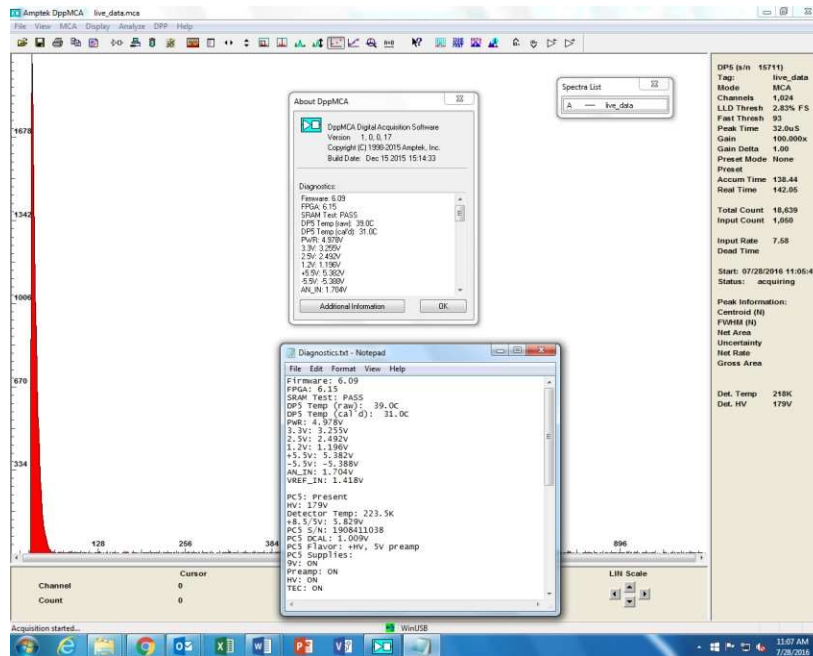 Amptek DppMCA live_data.mca
File View MCA Display Analyze DPP Help
DP5 (s/n 15711)
Tag: live_data
Mode MCA
Channels 1,024
LLD Thresh 2.83% FS
Fast Thresh 93
Peak Time 32.0uS
Gain 100.000x
Gain Delta 1.00
Preset Mode None
Preset
Accum Time 138.44
Real Time 142.05
Total Count 18,639
Input Count 1,050
Input Rate 7.58
Dead Time
Start: 07/28/2016 11:05:4
Status: acquiring
Peak Information:
Centroid (N)
FWHM (N)
Net Area
Uncertainty
Net Rate
Gross Area
Det. Temp 218K
Det. HV 179V
Spectra List
A — live_data
About DppMCA
DppMCA Digital Acquisition Software
Version 1, 0, 0, 17
Copyright (C) 1998-2015 Amptek, Inc.
Build Date: Dec 15 2015 15:14:33
Diagnostics:
Firmware: 6.09
FPGA: 6.15
SRAM Test: PASS
DP5 Temp (raw): 39.0C
DP5 Temp (cal'd): 31.0C
PWR: 4.978V
3.3V: 3.255V
2.5V: 2.492V
1.2V: 1.196V
+5.5V: 5.382V
-5.5V: -5.388V
AN_IN: 1.704V
Additional Information OK
Diagnostics.txt - Notepad
File Edit Format View Help
Firmware: 6.09
FPGA: 6.15
SRAM Test: PASS
DP5 Temp (raw): 39.0C
DP5 Temp (cal'd): 31.0C
PWR: 4.978V
3.3V: 3.255V
2.5V: 2.492V
1.2V: 1.196V
+5.5V: 5.382V
-5.5V: -5.388V
AN_IN: 1.704V
VREF_IN: 1.418V
PC5: Present
HV: 179V
Detector Temp: 223.5K
+8.5/5V: 5.829V
PC5 S/N: 1908411038
PC5 DCAL: 1.009V
PC5 Flavor: +HV, 5V preamp
PC5 Supplies:
9V: ON
Preamp: ON
HV: ON
TEC: ON
1678
1342
1006
670
334
128 256 384 896
Cursor
Channel 0
Count 0
LIN Scale
Acquisition started... WinUSB
11:07 AM
7/28/2016